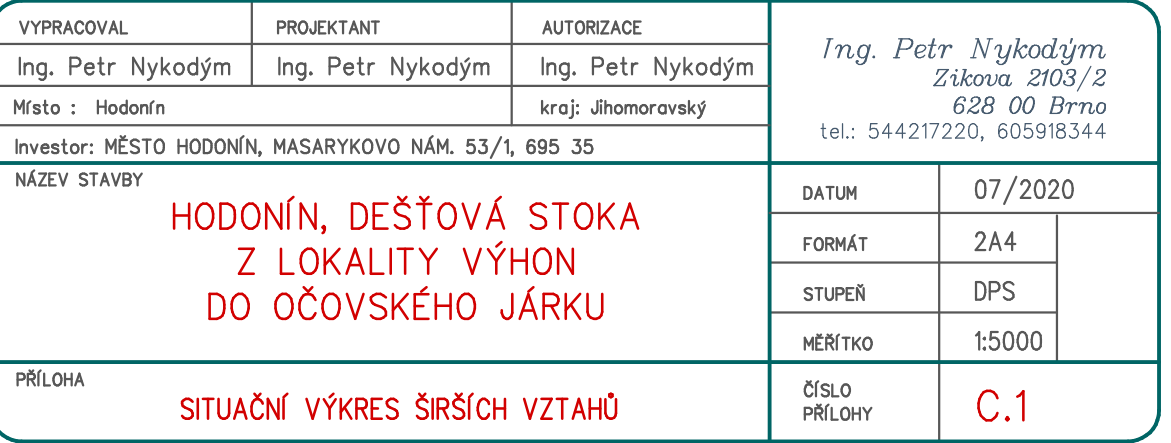 VYPRACOVAL PROJEKTANT AUTORIZACE
Ing. Petr Nykodým Ing. Petr Nykodým Ing. Petr Nykodým
Místo : Hodonín kraj: Jihomoravský
Investor: MĚSTO HODONÍN, MASARYKOVO NÁM. 53/1, 695 35
Ing. Petr Nykodým
Zikova 2103/2
628 00 Brno
tel.: 544217220, 605918344
NÁZEV STAVBY
HODONÍN, DEŠŤOVÁ STOKA
Z LOKALITY VÝHON
DO OČOVSKÉHO JÁRKU
DATUM 07/2020
FORMÁT 2A4
STUPEŇ DPS
MĚŘÍTKO 1:5000
PŘÍLOHA
SITUAČNÍ VÝKRES ŠIRŠÍCH VZTAHŮ
ČÍSLO
PŘÍLOHY
C.1